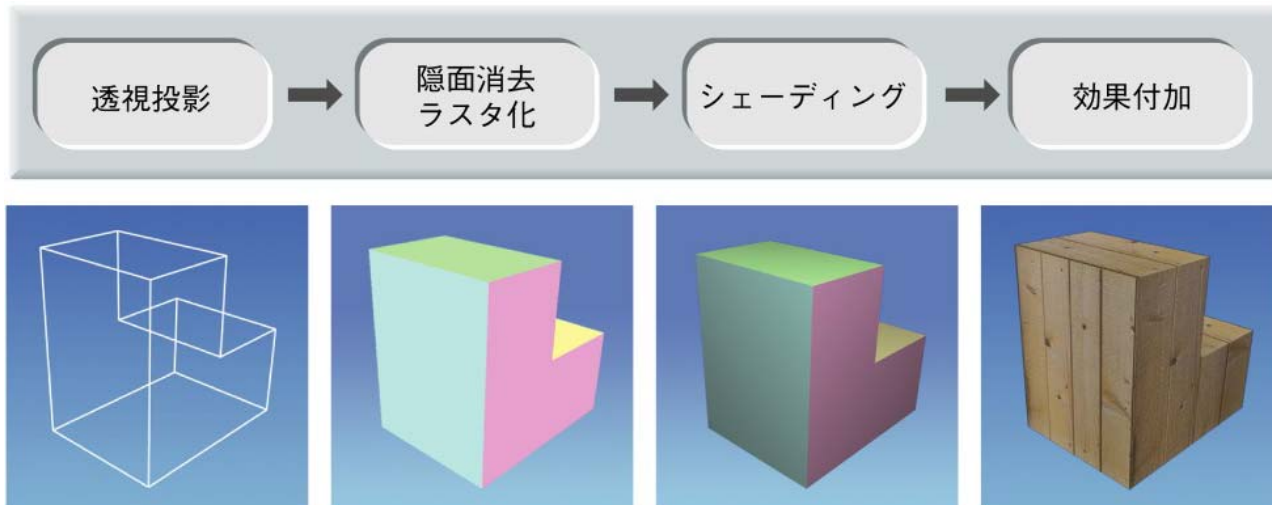 透視投影
隠面消去
ラスタ化
シェーディング
効果付加